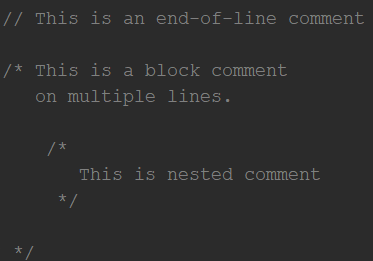 // This is an end-of-line comment
/* This is a block comment
on multiple lines.
/*
This is nested comment
*/
*/